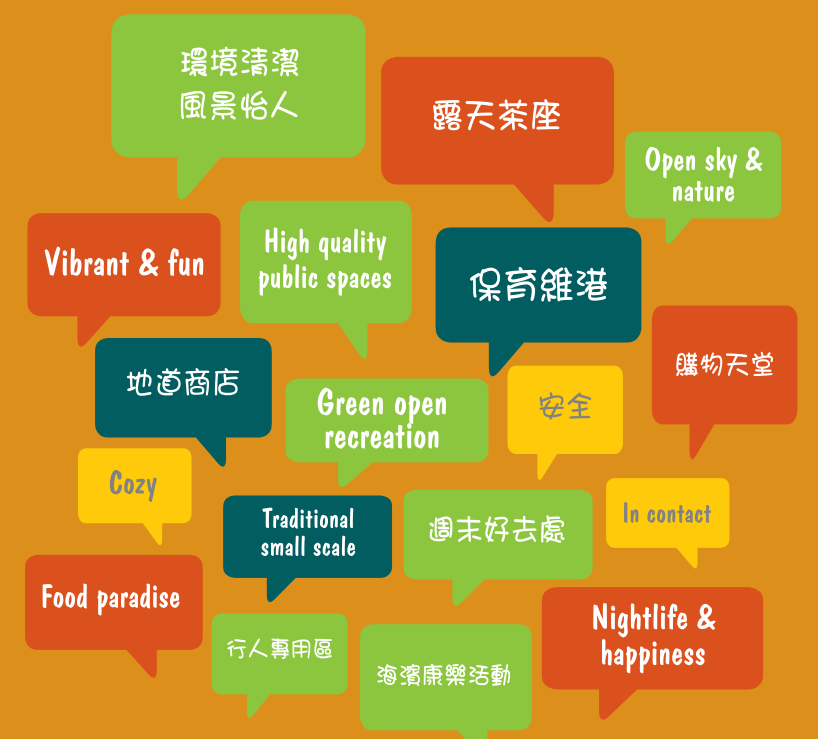 環境清潔
風景怡人
露天茶座
Open sky &
nature
Vibrant & fun
High quality
public spaces
保育維港
購物天堂
地道商店
Green open
recreation
安全
Cozy
Traditional
small scale
週末好去處
In contact
Food paradise
行人專用區
海濱康樂活動
Nightlife &
happiness